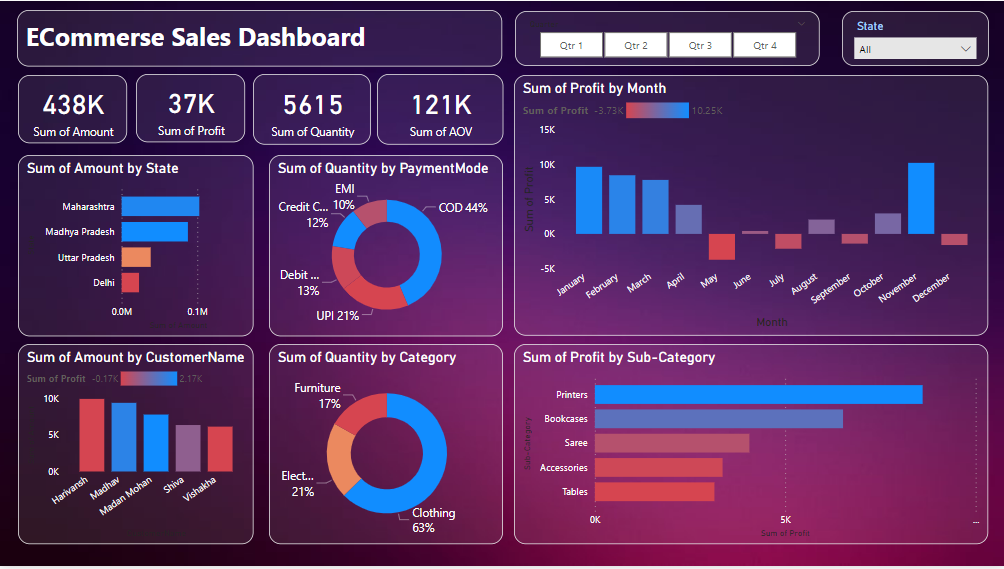 ECommerse Sales Dashboard
Qtr 1
Qtr 2
Qtr 3
Qtr 4
State
All
438K
Sum of Amount
37K
Sum of Profit
5615
Sum of Quantity
121K
Sum of AOV
Sum of Profit by Month
Sum of Profit -3.73K 10.25K
Sum of Profit
15K
10K
5K
0K
-5K
January
February
March
April
May
June
July
August
September
October
November
December
Month
Sum of Amount by State
Maharashtra
Madhya Pradesh
Uttar Pradesh
Delhi
0.0M
0.1M
Sum of Quantity by PaymentMode
COD 44%
UPI 21%
Debit ...
13%
Credit C...
12%
EMI
10%
Sum of Amount by CustomerName
Sum of Profit -0.17K 2.17K
10K
5K
0K
Harivansh
Madhav
Madan Mohan
Shiva
Vishakha
Sum of Quantity by Category
Furniture
17%
Elect...
21%
Clothing
63%
Sum of Profit by Sub-Category
Sub-Category
Printers
Bookcases
Saree
Accessories
Tables
0K
5K
...
Sum of Profit